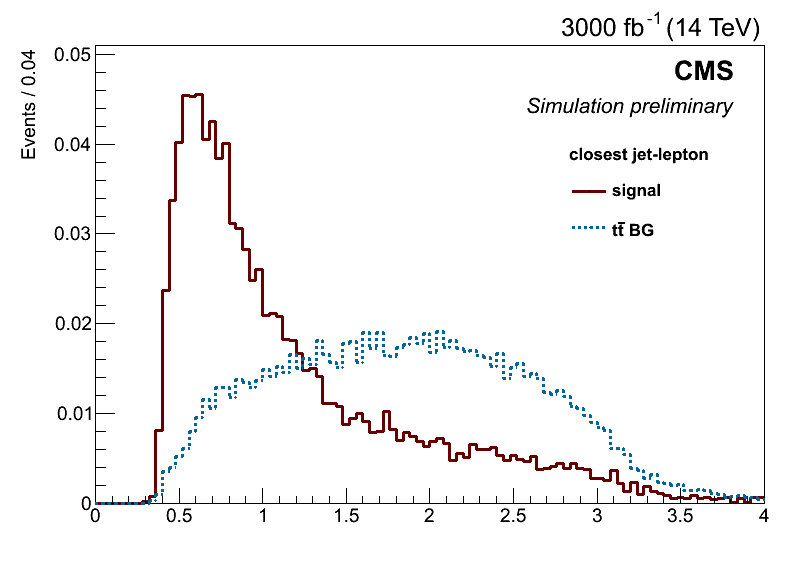 3000 fb-1 (14 TeV)
Events / 0.04
CMS
Simulation preliminary
closest jet-lepton
signal
tt̄ BG
0.05
0.04
0.03
0.02
0.01
0
0 0.5 1 1.5 2 2.5 3 3.5 4